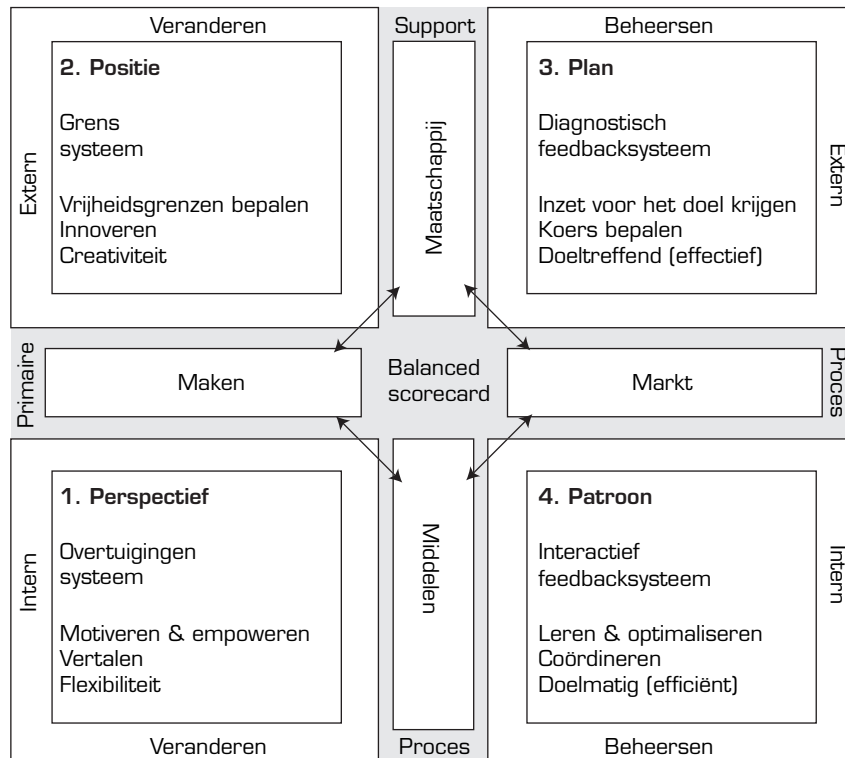 Veranderen
Support
Beheersen
Extern
2. Positie
Grens
systeem
Vrijheidsgrenzen bepalen
Innoveren
Creativiteit
Maatschappij
3. Plan
Diagnostisch
feedbacksysteem
Inzet voor het doel krijgen
Koers bepalen
Doeltreffend (effectief)
Extern
Primaire
Maken
Balanced
scorecard
Markt
Proces
Intern
1. Perspectief
Overtuigingen
systeem
Motiveren & empoweren
Vertalen
Flexibiliteit
Middelen
4. Patroon
Interactief
feedbacksysteem
Leren & optimaliseren
Coördineren
Doelmatig (efficiënt)
Intern
Veranderen
Proces
Beheersen